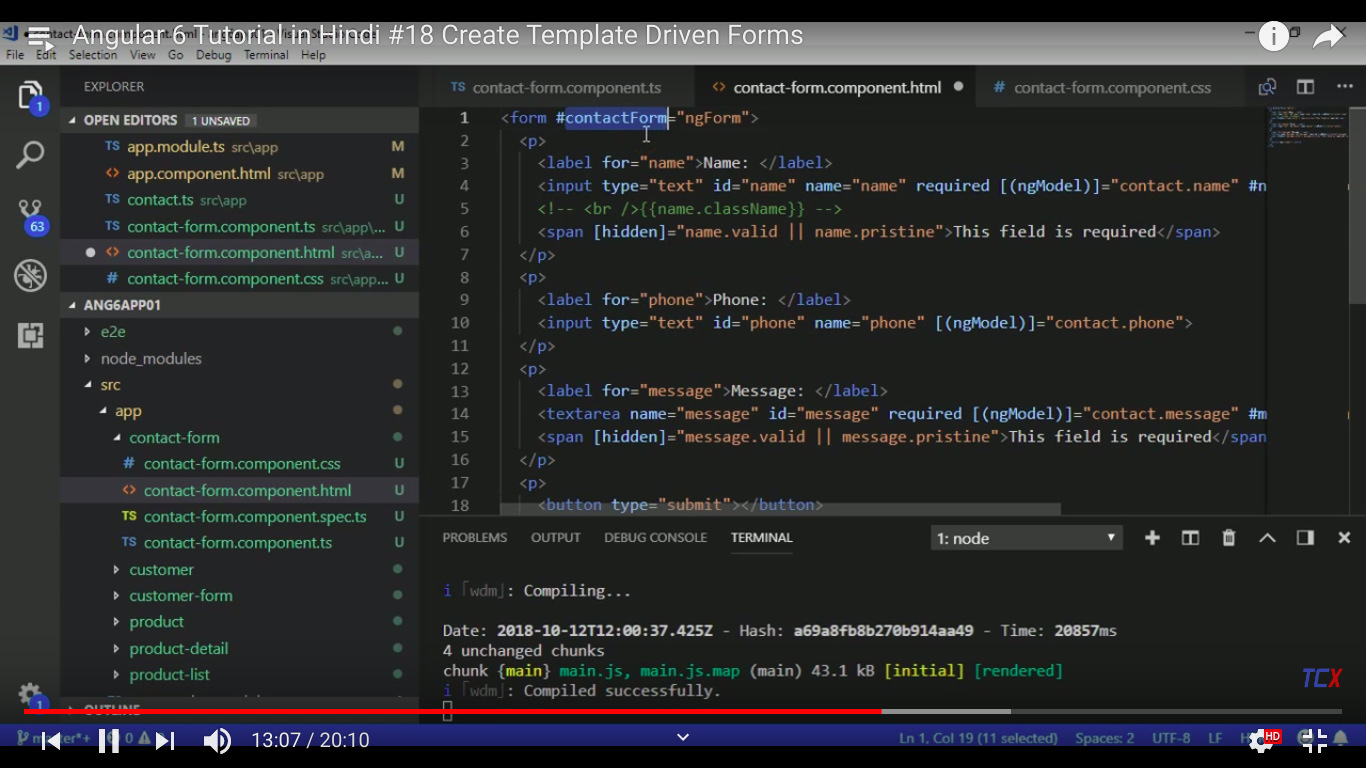 Angular 6 Tutorial in Hindi #18 Create Template Driven Forms
File Edit Selection View Go Debug Terminal Help
EXPLORER
OPEN EDITORS 1 UNSAVED
TS app.module.ts src\app M
<> app.component.html src\app M
TS contact.ts src\app U
TS contact-form.component.ts src\app\... U
<> contact-form.component.html src\a... U
# contact-form.component.css src\app... U
ANG6APP01
e2e
node_modules
src
app
contact-form
# contact-form.component.css U
<> contact-form.component.html U
TS contact-form.component.spec.ts U
TS contact-form.component.ts U
customer
customer-form
product
product-detail
product-list
OUTLINE
1
63
1
TS contact-form.component.ts <> contact-form.component.html # contact-form.component.css
1 <form #contactForm="ngForm">
2 <p>
3 <label for="name">Name: </label>
4 <input type="text" id="name" name="name" required [(ngModel)]="contact.name" #n
5 <!-- <br />{{name.className}} -->
6 <span [hidden]="name.valid || name.pristine">This field is required</span>
7 </p>
8 <p>
9 <label for="phone">Phone: </label>
10 <input type="text" id="phone" name="phone" [(ngModel)]="contact.phone">
11 </p>
12 <p>
13 <label for="message">Message: </label>
14 <textarea name="message" id="message" required [(ngModel)]="contact.message" #m
15 <span [hidden]="message.valid || message.pristine">This field is required</span
16 </p>
17 <p>
18 <button type="submit"></button>
PROBLEMS OUTPUT DEBUG CONSOLE TERMINAL 1: node
i ｢wdm｣: Compiling...
Date: 2018-10-12T12:00:37.425Z - Hash: a69a8fb8b270b914aa49 - Time: 20857ms
4 unchanged chunks
chunk {main} main.js, main.js.map (main) 43.1 kB [initial] [rendered]
i ｢wdm｣: Compiled successfully.
TCX
13:07 / 20:10
Ln 1, Col 19 (11 selected) Spaces: 2 UTF-8 LF
HD